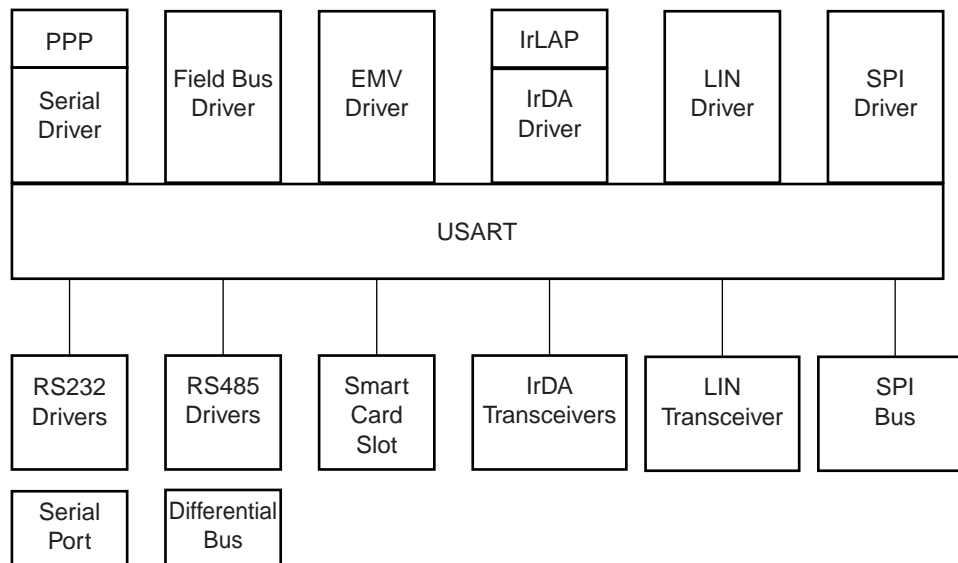 PPP
Serial
Driver
Field Bus
Driver
EMV
Driver
IrLAP
IrDA
Driver
LIN
Driver
SPI
Driver
USART
RS232
Drivers
RS485
Drivers
Smart
Card
Slot
IrDA
Transceivers
LIN
Transceiver
SPI
Bus
Serial
Port
Differential
Bus